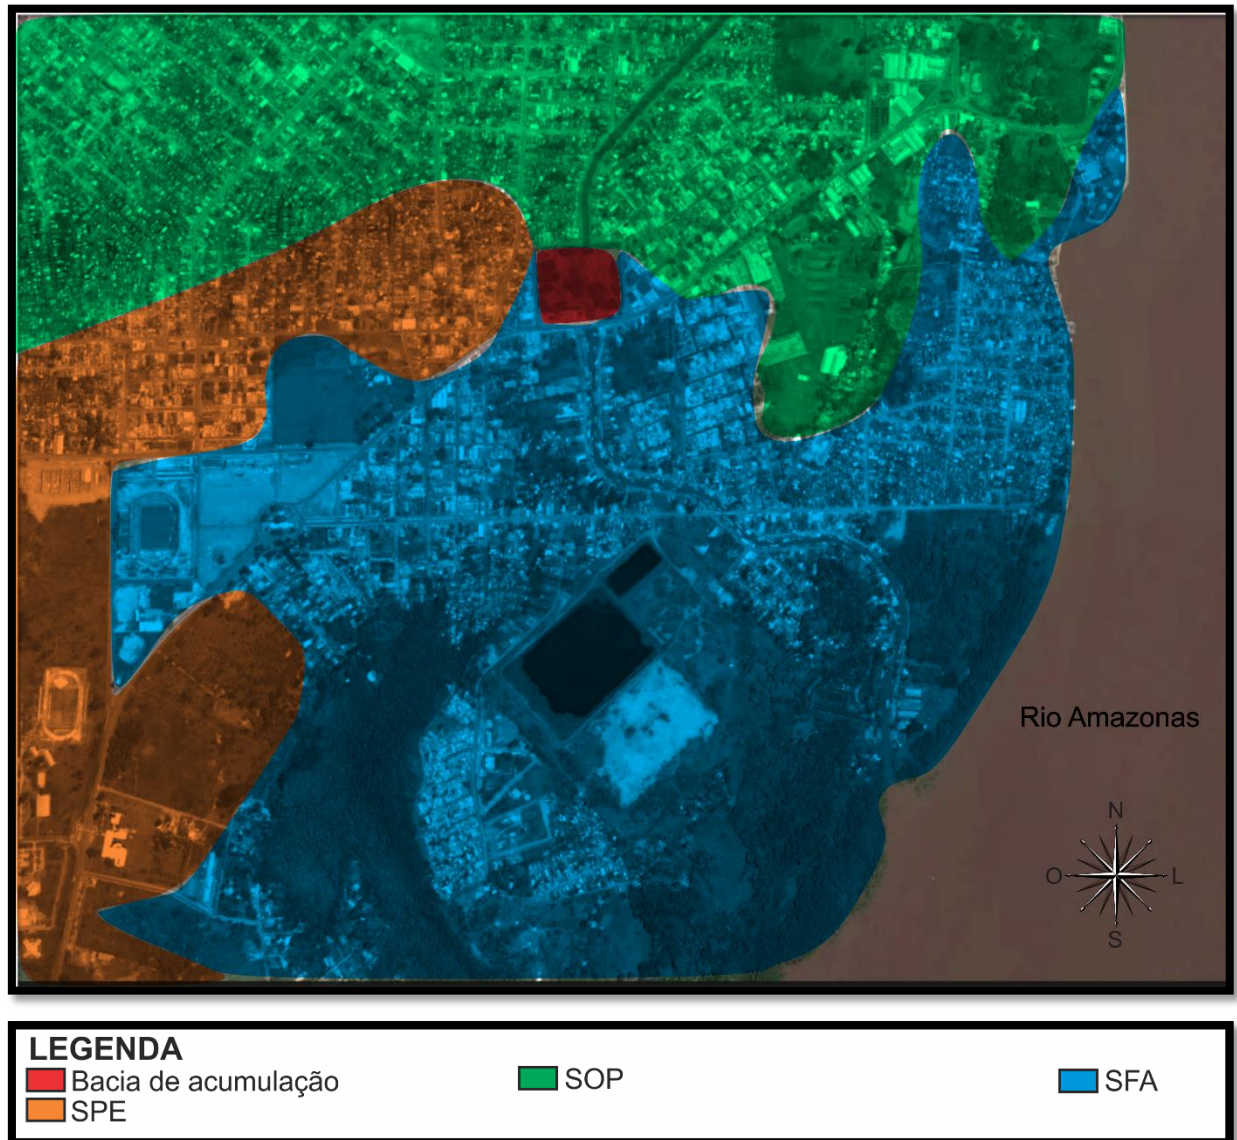 Rio Amazonas
N
O L
S
LEGENDA
Bacia de acumulação
SOP
SFA
SPE